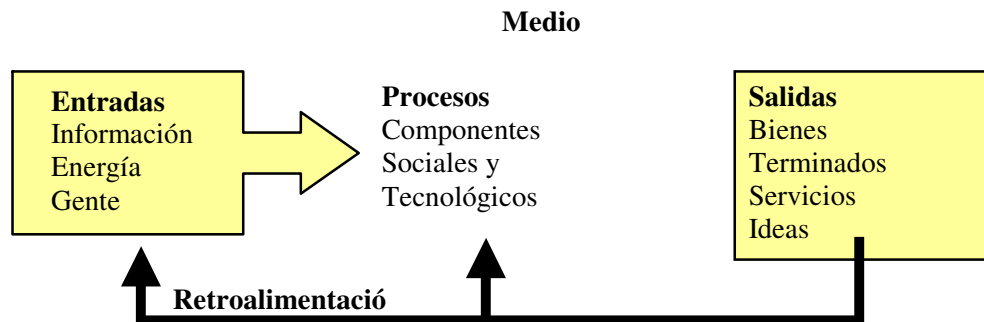 Medio
Entradas
Información
Energía
Gente
Procesos
Componentes
Sociales y
Tecnológicos
Salidas
Bienes
Terminados
Servicios
Ideas
Retroalimentació